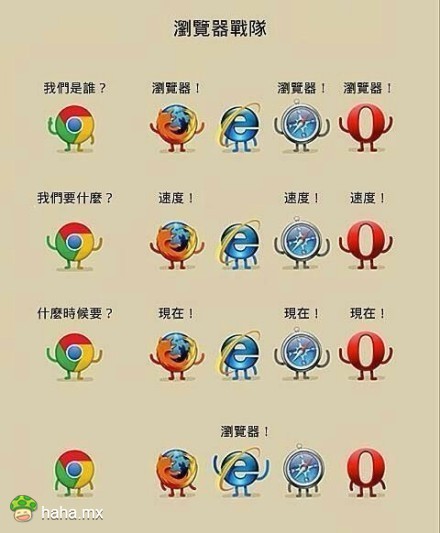 瀏覽器戰隊
我們是誰？ 瀏覽器！ 瀏覽器！ 瀏覽器！
我們要什麼？ 速度！ 速度！ 速度！
什麼時候要？ 現在！ 現在！ 現在！
瀏覽器！
haha.mx